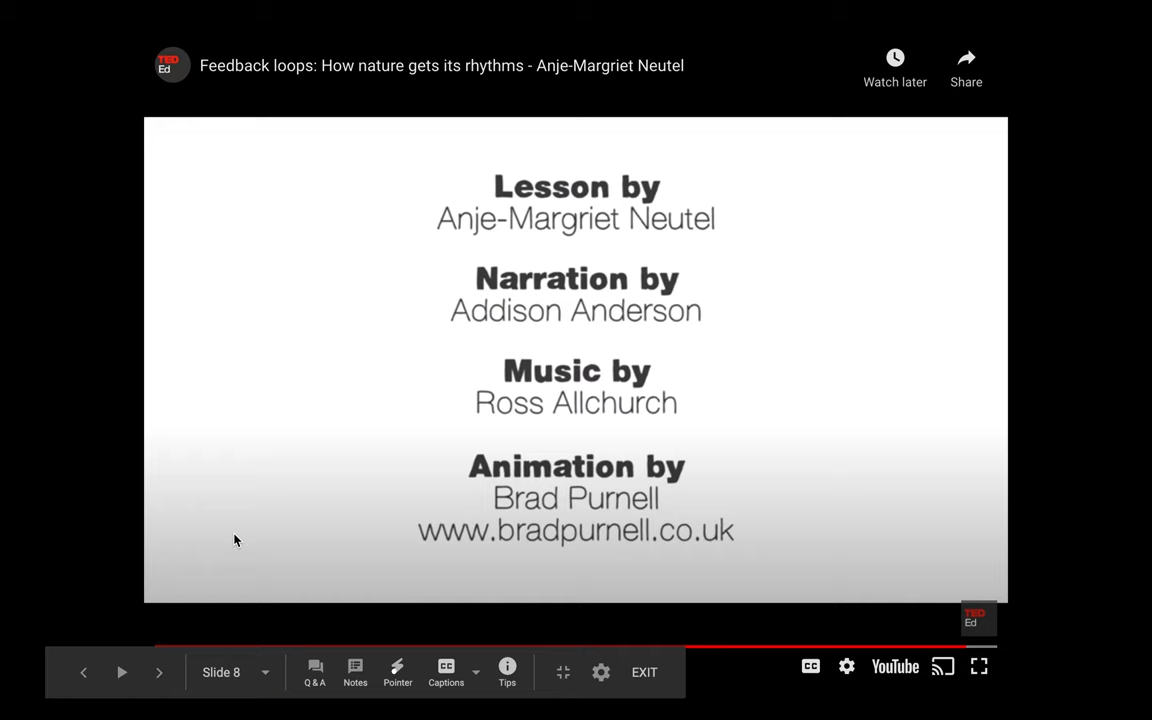 TED
Ed
Feedback loops: How nature gets its rhythms - Anje-Margriet Neutel
Watch later
Share
Lesson by
Anje-Margriet Neutel
Narration by
Addison Anderson
Music by
Ross Allchurch
Animation by
Brad Purnell
www.bradpurnell.co.uk
TED
Ed
Slide 8
Q & A
Notes
Pointer
CC
Captions
Tips
EXIT
CC
YouTube